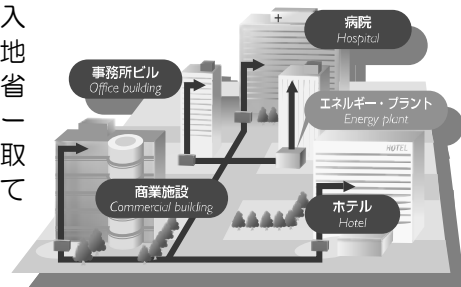 入
地
省
ー
取
て
病院
Hospital
事務所ビル
Office building
エネルギー・プラント
Energy plant
HOTEL
商業施設
Commercial building
ホテル
Hotel